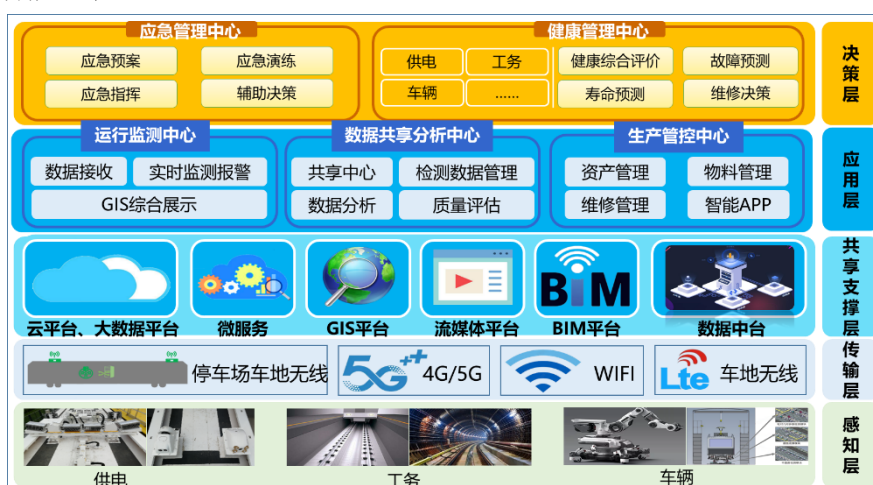 应急管理中心
应急预案
应急演练
应急指挥
辅助决策
健康管理中心
供电
工务
健康综合评价
故障预测
车辆
......
寿命预测
维修决策
决策层
运行监测中心
数据接收
实时监测报警
GIS综合展示
数据共享分析中心
共享中心
检测数据管理
数据分析
质量评估
生产管控中心
资产管理
物料管理
维修管理
智能APP
应用层
BiM
云平台、大数据平台
微服务
GIS平台
流媒体平台
BIM平台
数据中台
共享支撑层
停车场车地无线
5G++
4G/5G
WIFI
Lte
车地无线
传输层
供电
工务
车辆
感知层